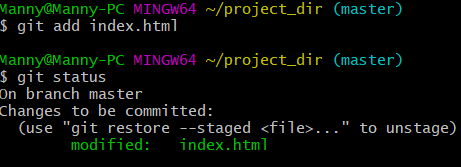 Manny@Manny-PC MINGW64 ~/project_dir (master)
$ git add index.html
Manny@Manny-PC MINGW64 ~/project_dir (master)
$ git status
On branch master
Changes to be committed:
  (use "git restore --staged <file>..." to unstage)
        modified:   index.html